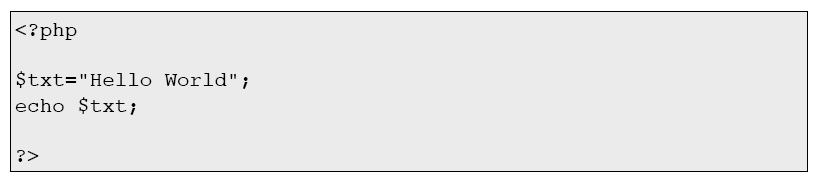 <?php
$txt="Hello World";
echo $txt;
?>